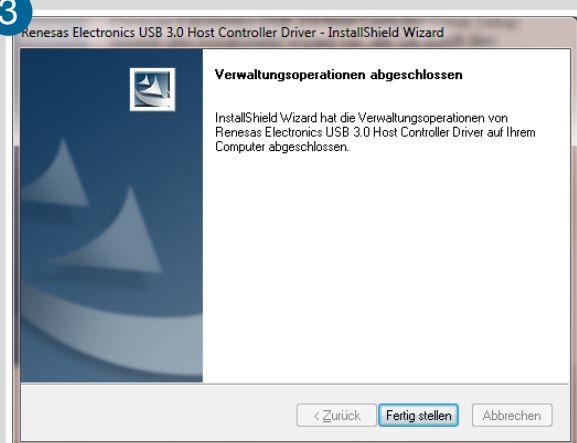 3
Renesas Electronics USB 3.0 Host Controller Driver - InstallShield Wizard
Verwaltungsoperationen abgeschlossen
InstallShield Wizard hat die Verwaltungsoperationen von
Renesas Electronics USB 3.0 Host Controller Driver auf Ihrem
Computer abgeschlossen.
< Zurück Fertig stellen Abbrechen